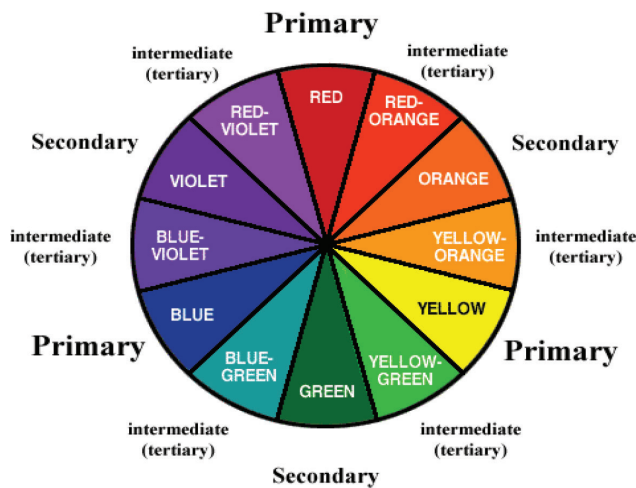 Primary
intermediate
(tertiary)
intermediate
(tertiary)
RED
RED-
VIOLET
RED-
ORANGE
Secondary
Secondary
VIOLET
ORANGE
intermediate
(tertiary)
BLUE-
VIOLET
YELLOW-
ORANGE
intermediate
(tertiary)
BLUE
YELLOW
Primary
Primary
BLUE-
GREEN
GREEN
YELLOW-
GREEN
intermediate
(tertiary)
intermediate
(tertiary)
Secondary